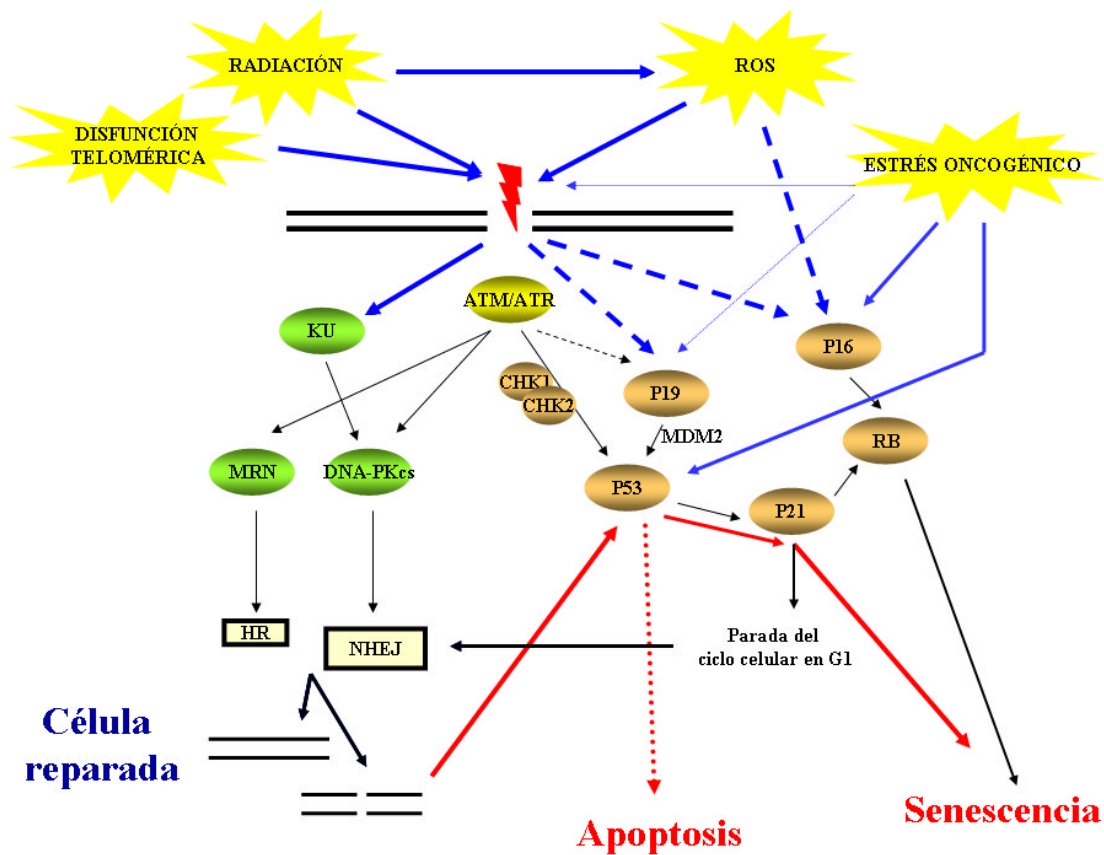 RADIACIÓN
ROS
DISFUNCIÓN
TELOMÉRICA
ESTRÉS ONCOGÉNICO
ATM/ATR
KU
P16
CHK1
CHK2
P19
MDM2
RB
MRN
DNA-PKcs
P53
P21
HR
NHEJ
Parada del
ciclo celular en G1
Célula
reparada
Apoptosis
Senescencia